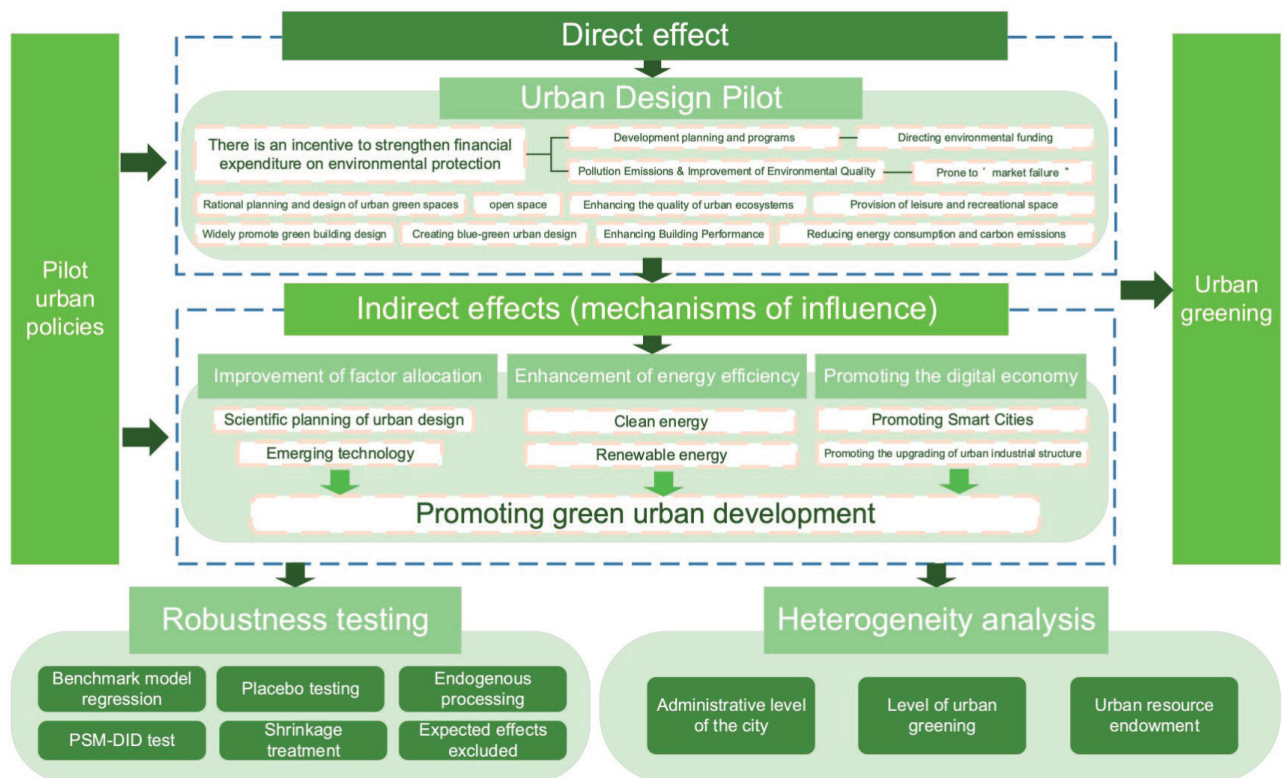 Direct effect
Urban Design Pilot
There is an incentive to strengthen financial
expenditure on environmental protection
Development planning and programs
Directing environmental funding
Pollution Emissions & Improvement of Environmental Quality
Prone to ‵ market failure ‶
Rational planning and design of urban green spaces
open space
Enhancing the quality of urban ecosystems
Provision of leisure and recreational space
Widely promote green building design
Creating blue-green urban design
Enhancing Building Performance
Reducing energy consumption and carbon emissions
Pilot
urban
policies
Urban
greening
Indirect effects (mechanisms of influence)
Improvement of factor allocation
Enhancement of energy efficiency
Promoting the digital economy
Scientific planning of urban design
Clean energy
Promoting Smart Cities
Emerging technology
Renewable energy
Promoting the upgrading of urban industrial structure
Promoting green urban development
Robustness testing
Benchmark model
regression
Placebo testing
Endogenous
processing
PSM-DID test
Shrinkage
treatment
Expected effects
excluded
Heterogeneity analysis
Administrative level
of the city
Level of urban
greening
Urban resource
endowment